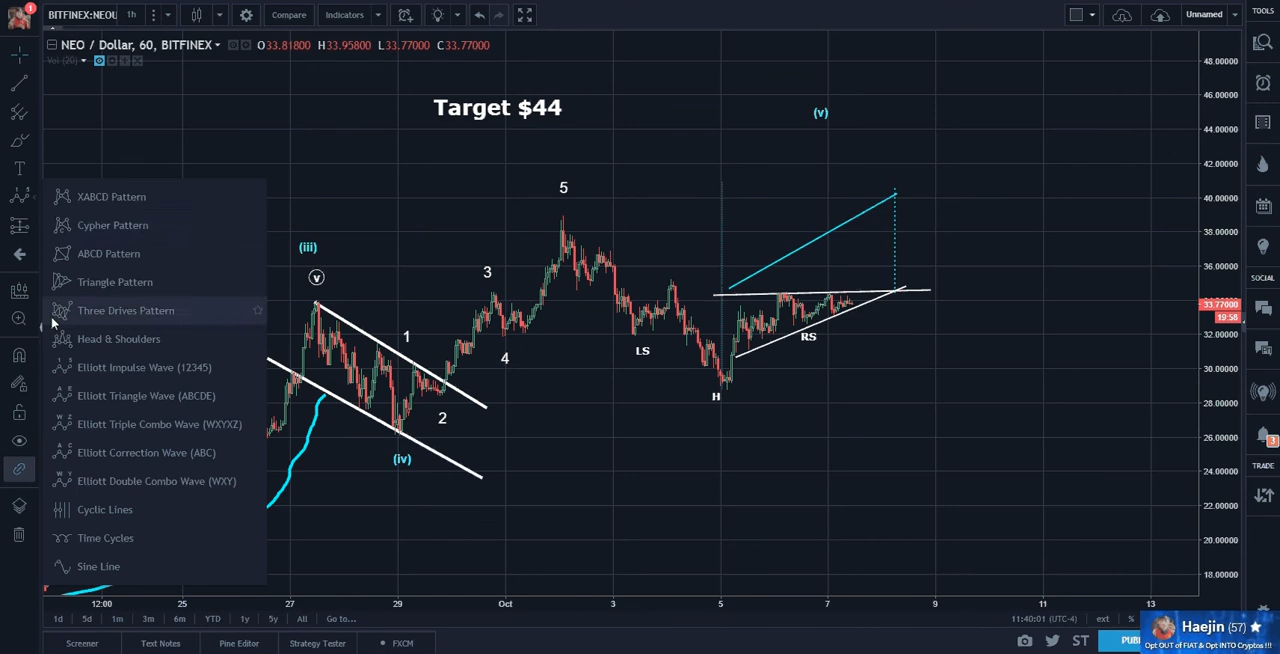 1
BITFINEX:NEOU
1h
Compare
Indicators
Unnamed
TOOLS
NEO / Dollar, 60, BITFINEX
O33.81800 H33.95800 L33.77000 C33.77000
Vol (20)
Target $44
(v)
48.00000
46.00000
44.00000
42.00000
40.00000
38.00000
36.00000
33.77000
19:58
32.00000
30.00000
28.00000
26.00000
24.00000
22.00000
20.00000
18.00000
XABCD Pattern
Cypher Pattern
ABCD Pattern
Triangle Pattern
Three Drives Pattern
Head & Shoulders
Elliott Impulse Wave (12345)
Elliott Triangle Wave (ABCDE)
Elliott Triple Combo Wave (WXYXZ)
Elliott Correction Wave (ABC)
Elliott Double Combo Wave (WXY)
Cyclic Lines
Time Cycles
Sine Line
(iii)
v
1
2
3
4
5
(iv)
LS
H
RS
SOCIAL
3
TRADE
12:00 25 27 29 Oct 3 5 7 9 11 13
1d 5d 1m 3m 6m YTD 1y 5y All Go to...
11:40:01 (UTC-4) ext %
Screener Text Notes Pine Editor Strategy Tester FXCM
ST
PUB
Haejin (57)
Opt OUT of FIAT & Opt INTO Cryptos !!!